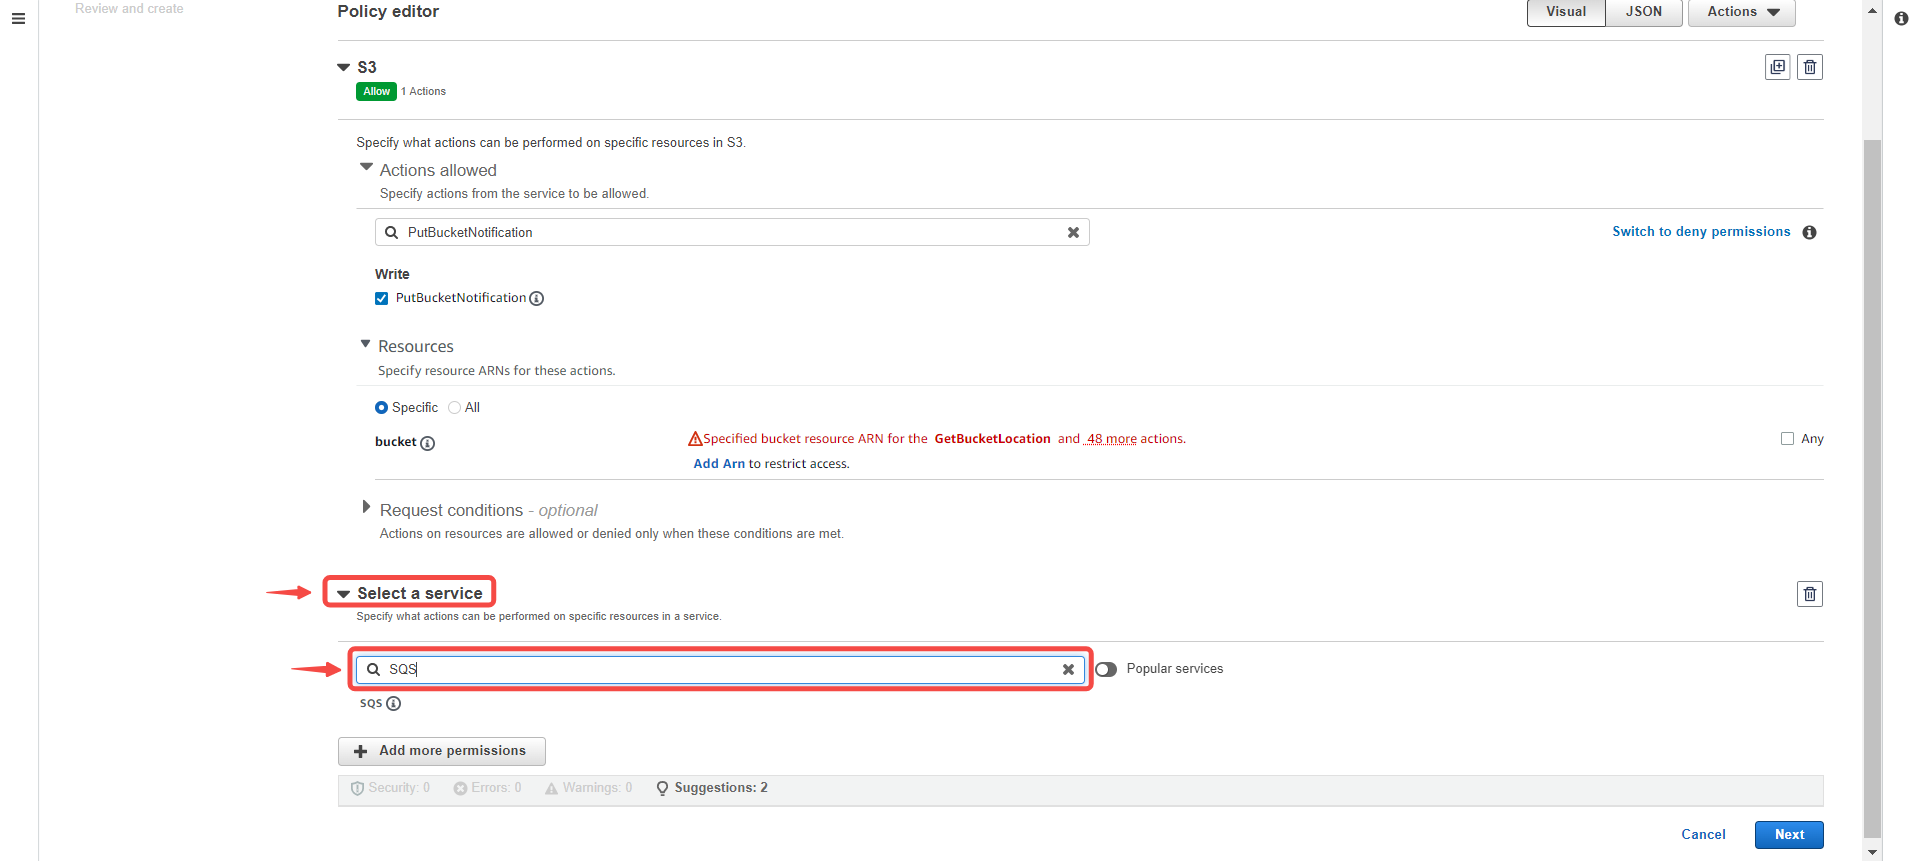 Review and create
Policy editor
Visual JSON Actions
S3
Allow 1 Actions
Specify what actions can be performed on specific resources in S3.
Actions allowed
Specify actions from the service to be allowed.
PutBucketNotification
Switch to deny permissions
Write
PutBucketNotification
Resources
Specify resource ARNs for these actions.
Specific All
bucket
Specified bucket resource ARN for the GetBucketLocation and 48 more actions.
Any
Add Arn to restrict access.
Request conditions - optional
Actions on resources are allowed or denied only when these conditions are met.
Select a service
Specify what actions can be performed on specific resources in a service.
SQS
Popular services
SQS
Add more permissions
Security: 0 Errors: 0 Warnings: 0 Suggestions: 2
Cancel Next